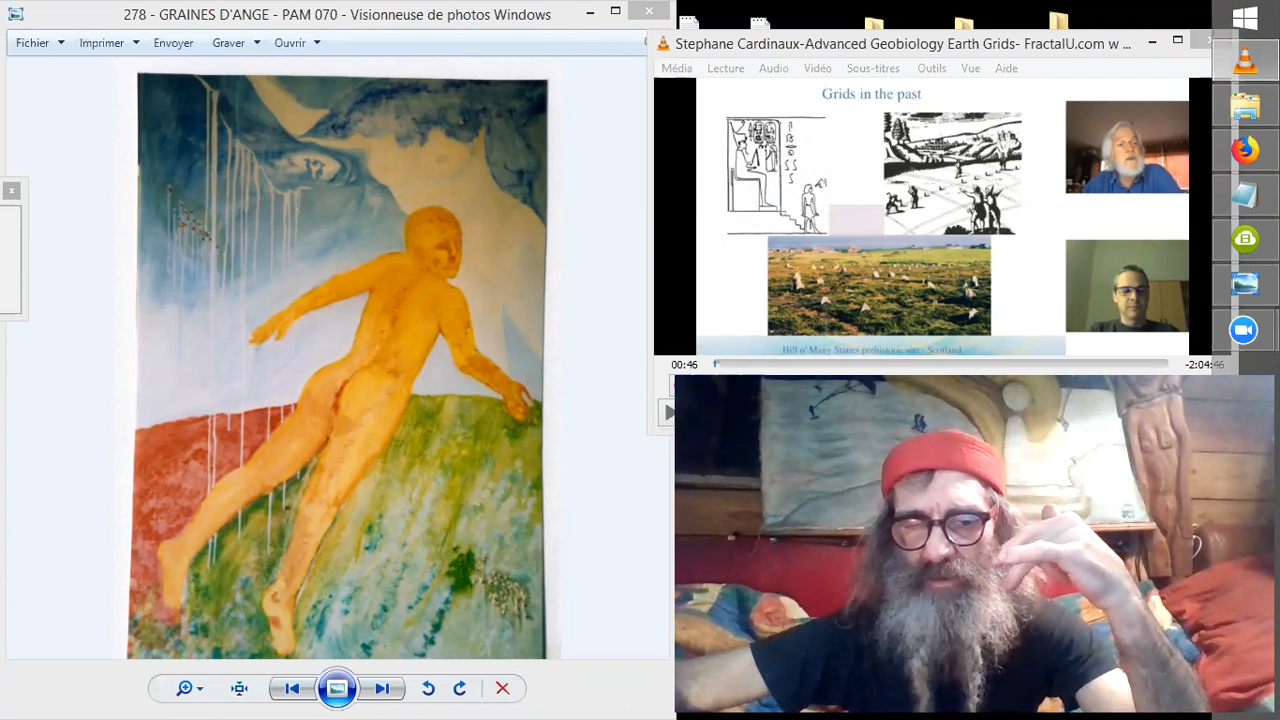 278 - GRAINES D'ANGE - PAM 070 - Visionneuse de photos Windows
Fichier Imprimer Envoyer Graver Ouvrir
Stephane Cardinaux-Advanced Geobiology Earth Grids- FractalU.com w ...
Média Lecture Audio Vidéo Sous-titres Outils Vue Aide
Grids in the past
Hill o' Many Stanes prehistoric site - Scotland
00:46
-2:04:46